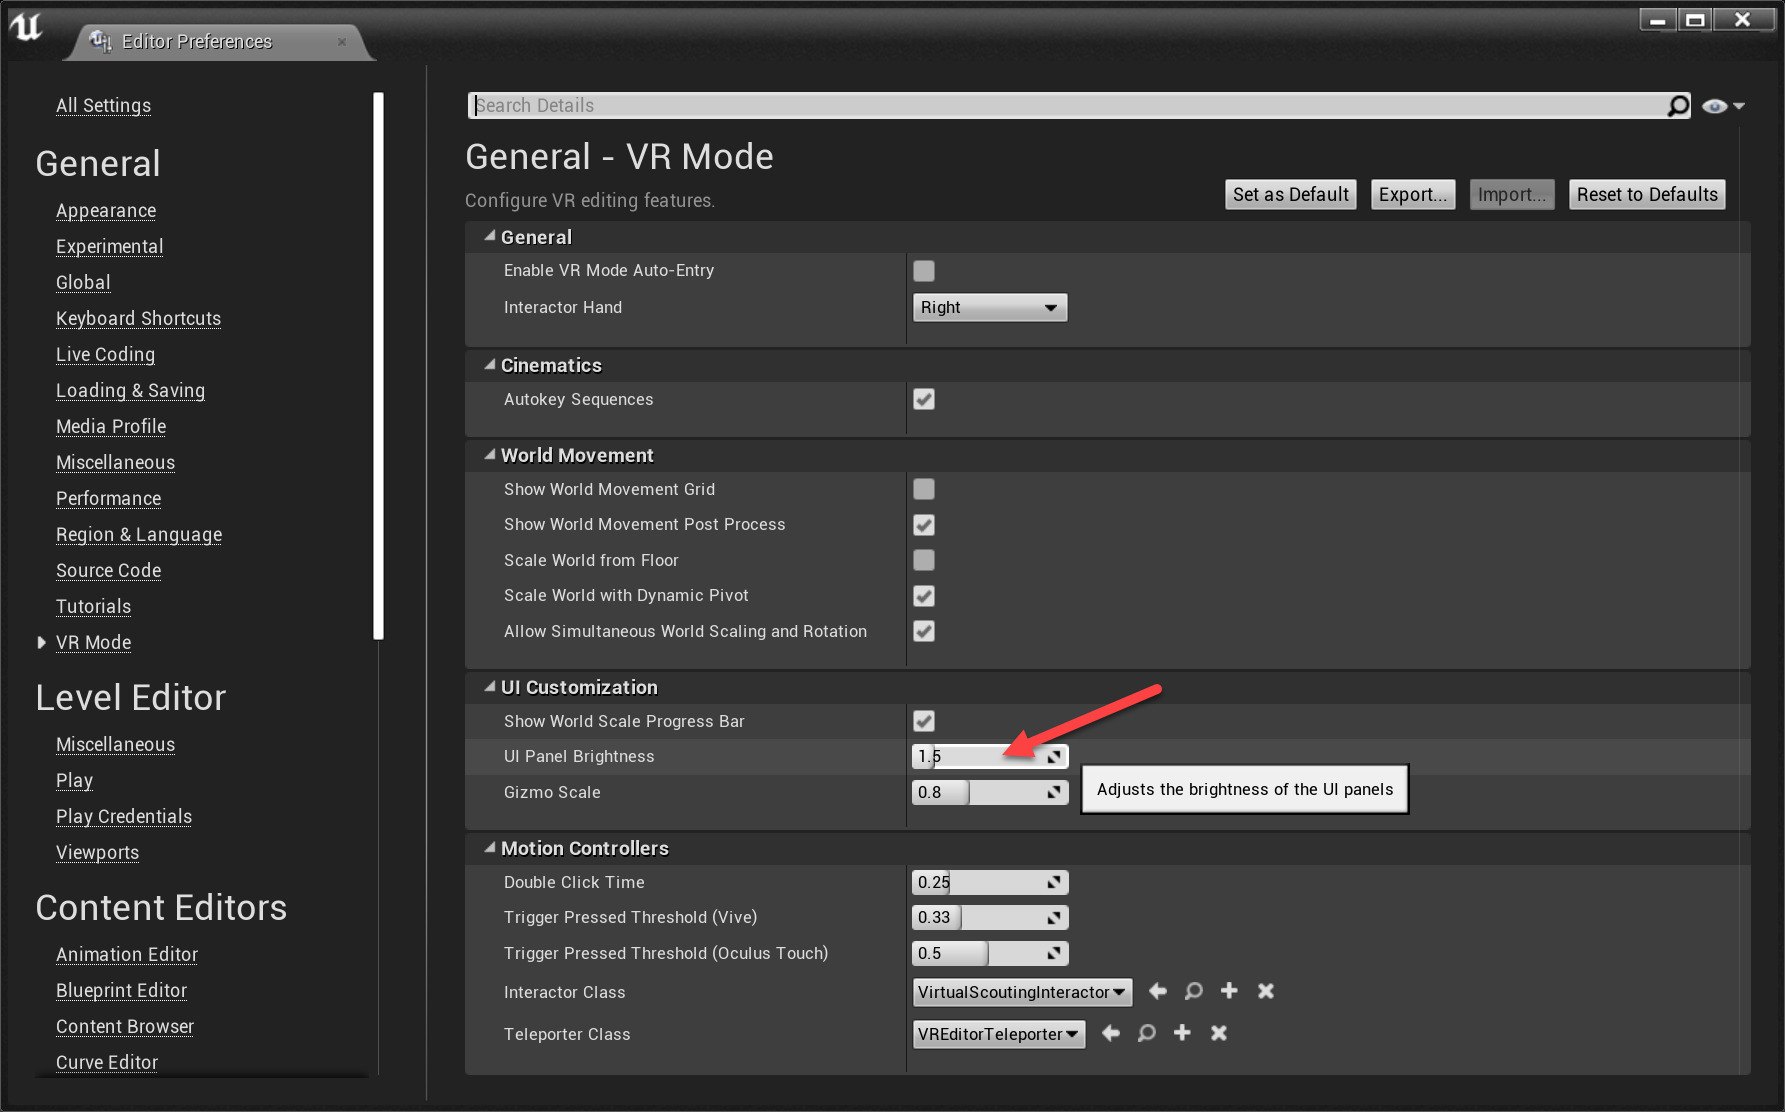 Editor Preferences
All Settings
General
Appearance
Experimental
Global
Keyboard Shortcuts
Live Coding
Loading & Saving
Media Profile
Miscellaneous
Performance
Region & Language
Source Code
Tutorials
VR Mode
Level Editor
Miscellaneous
Play
Play Credentials
Viewports
Content Editors
Animation Editor
Blueprint Editor
Content Browser
Curve Editor
Search Details
General - VR Mode
Configure VR editing features.
Set as Default Export... Import... Reset to Defaults
General
Enable VR Mode Auto-Entry
Interactor Hand Right
Cinematics
Autokey Sequences
World Movement
Show World Movement Grid
Show World Movement Post Process
Scale World from Floor
Scale World with Dynamic Pivot
Allow Simultaneous World Scaling and Rotation
UI Customization
Show World Scale Progress Bar
UI Panel Brightness 1.5
Adjusts the brightness of the UI panels
Gizmo Scale 0.8
Motion Controllers
Double Click Time 0.25
Trigger Pressed Threshold (Vive) 0.33
Trigger Pressed Threshold (Oculus Touch) 0.5
Interactor Class VirtualScoutingInteractor
Teleporter Class VREditorTeleporter